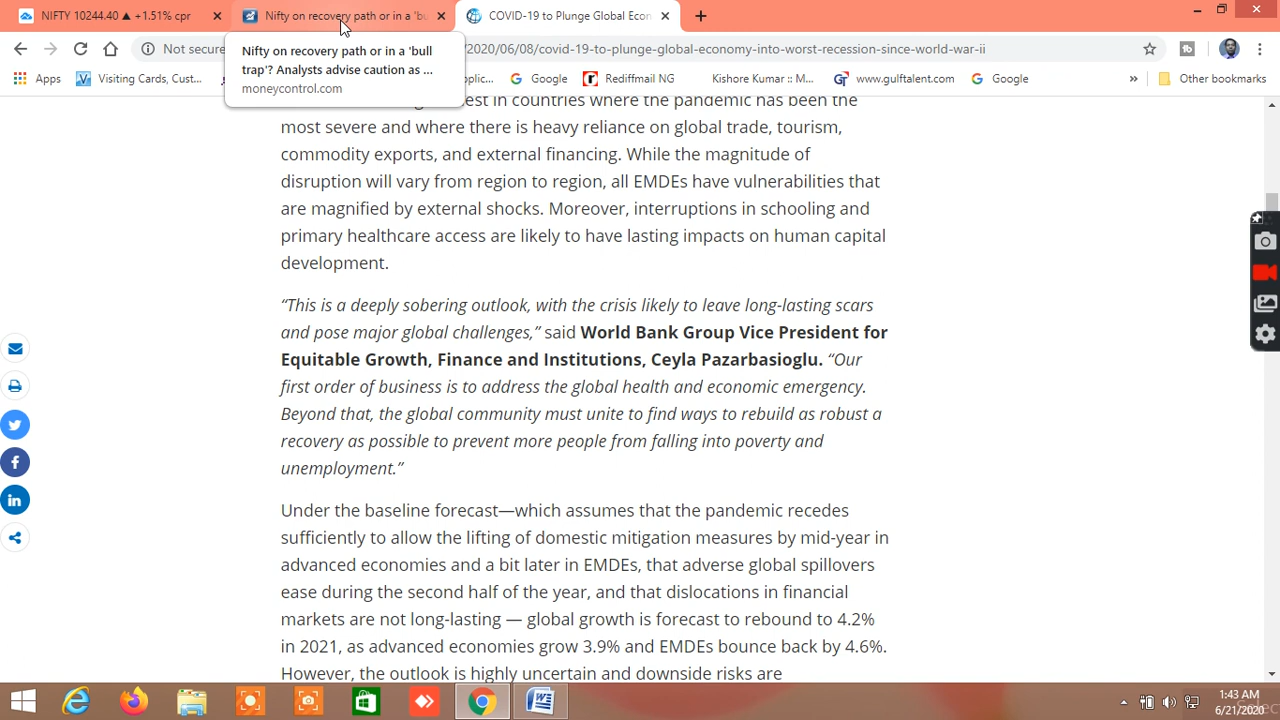 NIFTY 10244.40 ▲ +1.51% cpr
Nifty on recovery path or in a 'bu
COVID-19 to Plunge Global Econ
Not secure
2020/06/08/covid-19-to-plunge-global-economy-into-worst-recession-since-world-war-ii
Nifty on recovery path or in a 'bull
trap'? Analysts advise caution as ...
moneycontrol.com
Apps
Visiting Cards, Cust...
plic...
Google
Rediffmail NG
Kishore Kumar :: M...
www.gulftalent.com
Google
»
Other bookmarks
est in countries where the pandemic has been the
most severe and where there is heavy reliance on global trade, tourism,
commodity exports, and external financing. While the magnitude of
disruption will vary from region to region, all EMDEs have vulnerabilities that
are magnified by external shocks. Moreover, interruptions in schooling and
primary healthcare access are likely to have lasting impacts on human capital
development.
“This is a deeply sobering outlook, with the crisis likely to leave long-lasting scars
and pose major global challenges,” said World Bank Group Vice President for
Equitable Growth, Finance and Institutions, Ceyla Pazarbasioglu. “Our
first order of business is to address the global health and economic emergency.
Beyond that, the global community must unite to find ways to rebuild as robust a
recovery as possible to prevent more people from falling into poverty and
unemployment.”
Under the baseline forecast—which assumes that the pandemic recedes
sufficiently to allow the lifting of domestic mitigation measures by mid-year in
advanced economies and a bit later in EMDEs, that adverse global spillovers
ease during the second half of the year, and that dislocations in financial
markets are not long-lasting — global growth is forecast to rebound to 4.2%
in 2021, as advanced economies grow 3.9% and EMDEs bounce back by 4.6%.
However, the outlook is highly uncertain and downside risks are
1:43 AM
6/21/2020